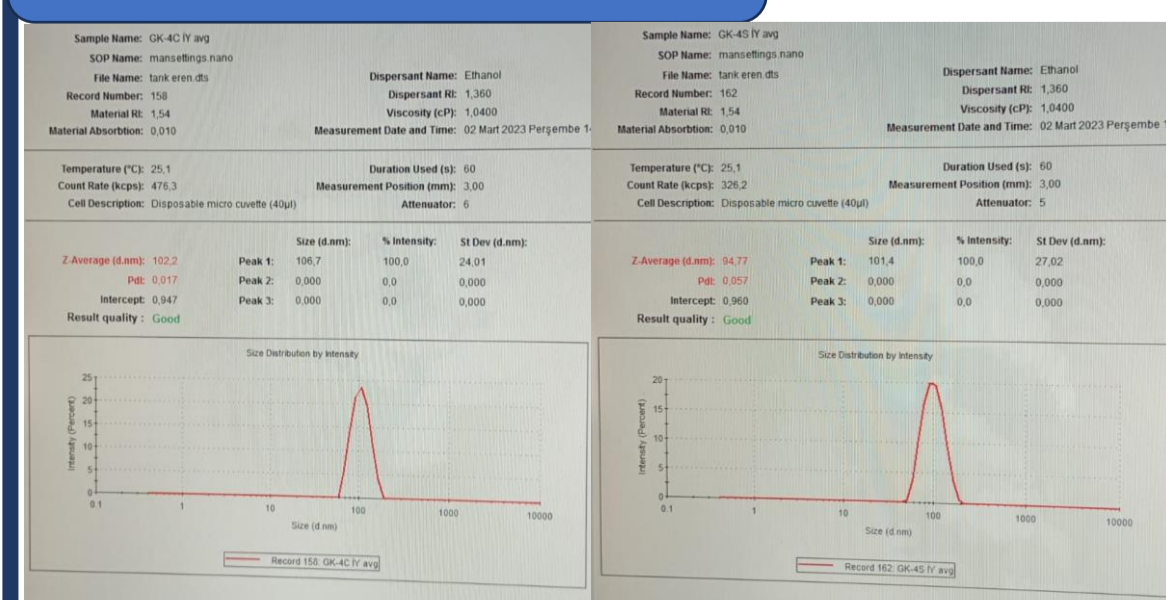 Sample Name: GK-4C İY avg
SOP Name: mansettings.nano
File Name: tank eren.dts
Dispersant Name: Ethanol
Record Number: 158
Dispersant RI: 1,360
Material RI: 1,54
Viscosity (cP): 1,0400
Material Absorbtion: 0,010
Measurement Date and Time: 02 Mart 2023 Perşembe 1
Temperature (°C): 25,1
Duration Used (s): 60
Count Rate (kcps): 476,3
Measurement Position (mm): 3,00
Cell Description: Disposable micro cuvette (40µl)
Attenuator: 6
Size (d.nm): % Intensity: St Dev (d.nm):
Z-Average (d.nm): 102,2 Peak 1: 106,7 100,0 24,01
PdI: 0,017 Peak 2: 0,000 0,0 0,000
Intercept: 0,947 Peak 3: 0,000 0,0 0,000
Result quality : Good
Size Distribution by Intensity
Intensity (Percent)
25
20
15
10
5
0
0.1 1 10 100 1000 10000
Size (d.nm)
Record 158: GK-4C İY avg
Sample Name: GK-4S İY avg
SOP Name: mansettings.nano
File Name: tank eren.dts
Dispersant Name: Ethanol
Record Number: 162
Dispersant RI: 1,360
Material RI: 1,54
Viscosity (cP): 1,0400
Material Absorbtion: 0,010
Measurement Date and Time: 02 Mart 2023 Perşembe 1
Temperature (°C): 25,1
Duration Used (s): 60
Count Rate (kcps): 326,2
Measurement Position (mm): 3,00
Cell Description: Disposable micro cuvette (40µl)
Attenuator: 5
Size (d.nm): % Intensity: St Dev (d.nm):
Z-Average (d.nm): 94,77 Peak 1: 101,4 100,0 27,02
PdI: 0,057 Peak 2: 0,000 0,0 0,000
Intercept: 0,960 Peak 3: 0,000 0,0 0,000
Result quality : Good
Size Distribution by Intensity
Intensity (Percent)
20
15
10
5
0
0.1 1 10 100 1000 10000
Size (d.nm)
Record 162: GK-4S İY avg